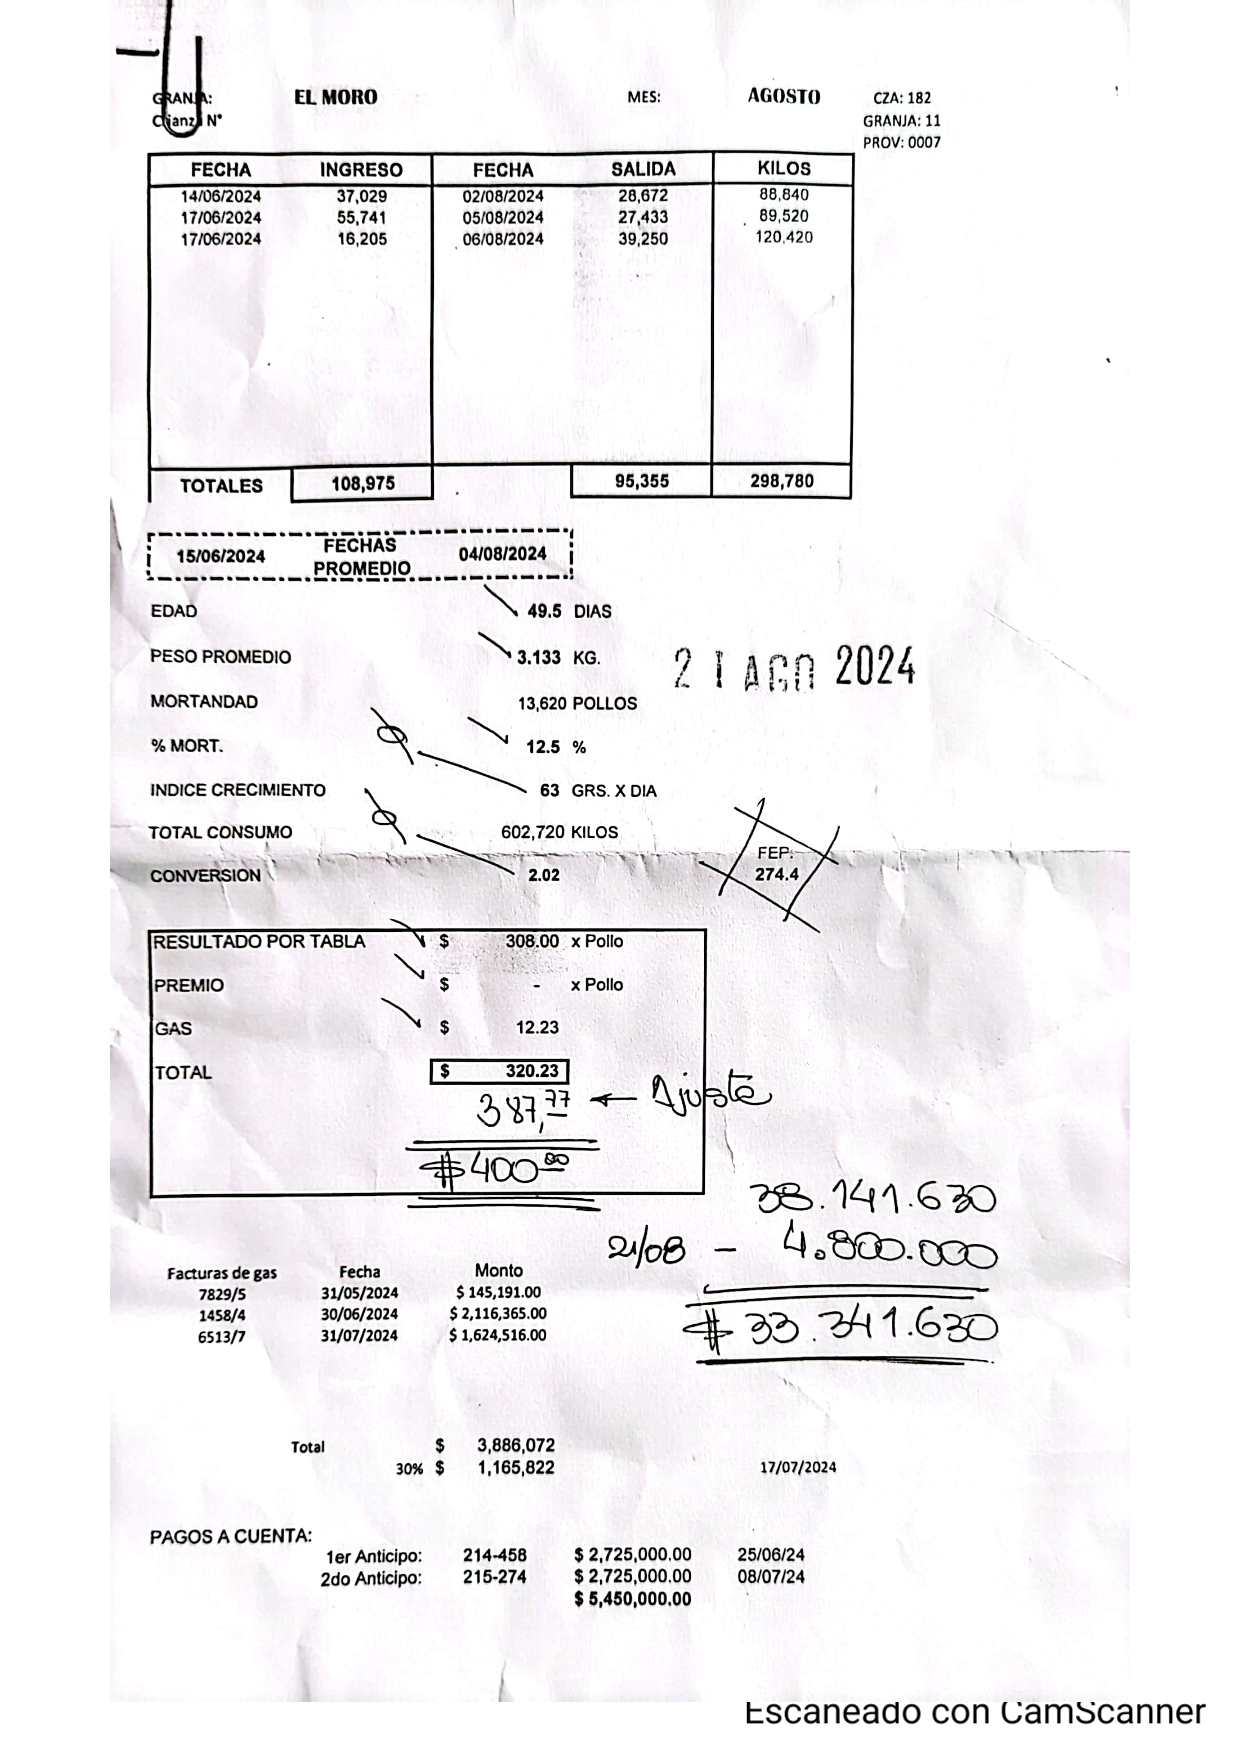 GRANJA: EL MORO MES: AGOSTO CZA: 182
Crianza N° GRANJA: 11
PROV: 0007
FECHA INGRESO FECHA SALIDA KILOS
14/06/2024 37,029 02/08/2024 28,672 88,840
17/06/2024 55,741 05/08/2024 27,433 89,520
17/06/2024 16,205 06/08/2024 39,250 120,420
TOTALES 108,975 95,355 298,780
15/06/2024 FECHAS PROMEDIO 04/08/2024
EDAD 49.5 DIAS
PESO PROMEDIO 3.133 KG.
21 AGO 2024
MORTANDAD 13,620 POLLOS
% MORT. 12.5 %
INDICE CRECIMIENTO 63 GRS. X DIA
TOTAL CONSUMO 602,720 KILOS
FEP:
274.4
CONVERSION 2.02
RESULTADO POR TABLA $ 308.00 x Pollo
PREMIO $ - x Pollo
GAS $ 12.23
TOTAL $ 320.23
387,77 ← Ajuste
$ 400.00
38.141.630
21/08 - 4.800.000
$ 33.341.630
Facturas de gas Fecha Monto
7829/5 31/05/2024 $ 145,191.00
1458/4 30/06/2024 $ 2,116,365.00
6513/7 31/07/2024 $ 1,624,516.00
Total $ 3,886,072
30% $ 1,165,822 17/07/2024
PAGOS A CUENTA:
1er Anticipo: 214-458 $ 2,725,000.00 25/06/24
2do Anticipo: 215-274 $ 2,725,000.00 08/07/24
$ 5,450,000.00
Escaneado con CamScanner